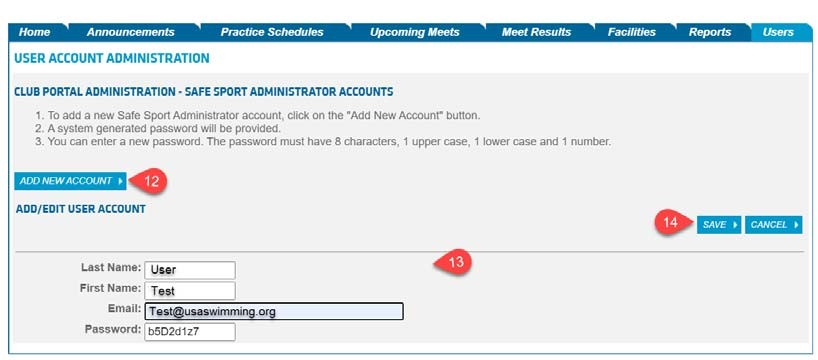 Home Announcements Practice Schedules Upcoming Meets Meet Results Facilities Reports Users
USER ACCOUNT ADMINISTRATION
CLUB PORTAL ADMINISTRATION - SAFE SPORT ADMINISTRATOR ACCOUNTS
1. To add a new Safe Sport Administrator account, click on the "Add New Account" button.
2. A system generated password will be provided.
3. You can enter a new password. The password must have 8 characters, 1 upper case, 1 lower case and 1 number.
ADD NEW ACCOUNT 12
ADD/EDIT USER ACCOUNT
14 SAVE CANCEL
13
Last Name: User
First Name: Test
Email: Test@usaswimming.org
Password: b5D2d1z7